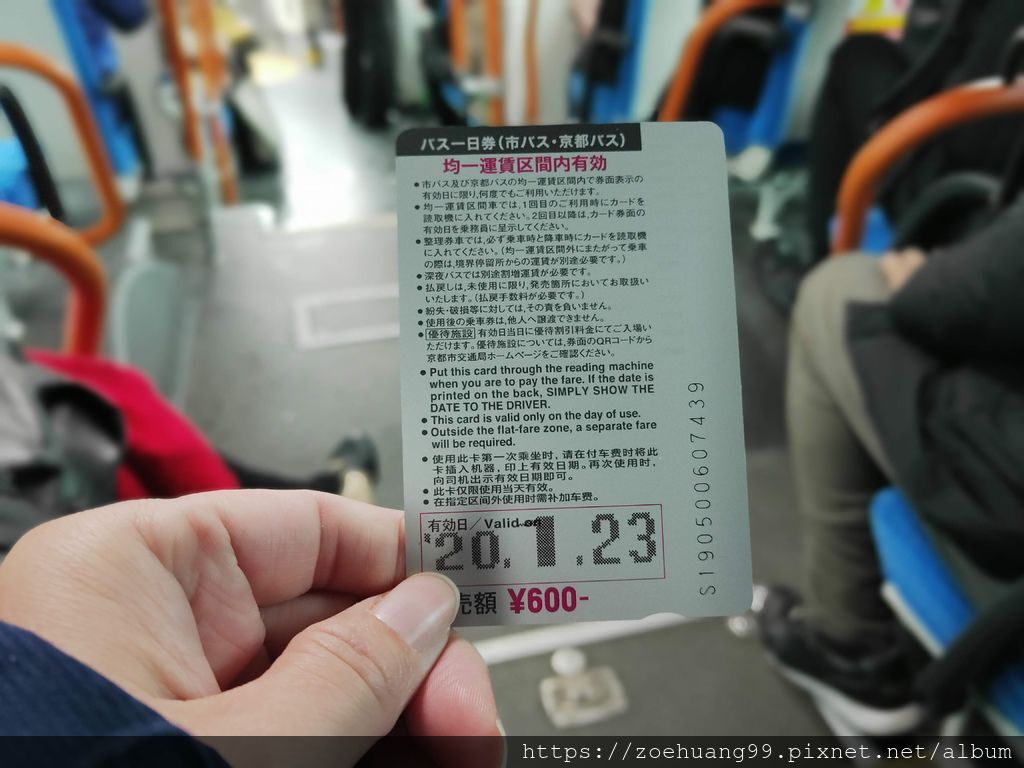 バス一日券(市バス・京都バス)
均一運賃区間内有効
●市バス及び京都バスの均一運賃区間内で券面表示の
有効日に限り、何度でもご利用いただけます。
●均一運賃区間車では、1回目のご利用時にカードを
読取機に入れてください。2回目以降は、カード券面の
有効日を乗務員に呈示してください。
●整理券車では、必ず乗車時と降車時にカードを読取機
に入れてください。(均一運賃区間外にまたがって乗車
の際は、境界停留所からの運賃が別途必要です。)
●深夜バスでは別途割増運賃が必要です。
●払戻しは、未使用に限り、発売箇所においてお取扱い
いたします。(払戻手数料が必要です。)
●紛失・破損等に対しては、その責を負いません。
●使用後の乗車券は、他人へ譲渡できません。
●優待施設 有効日当日に優待割引料金にてご入場い
ただけます。優待施設については、券面のQRコードから
京都市交通局ホームページをご確認ください。
●Put this card through the reading machine
when you are to pay the fare. If the date is
printed on the back, SIMPLY SHOW THE
DATE TO THE DRIVER.
●This card is valid only on the day of use.
●Outside the flat-fare zone, a separate fare
will be required.
●使用此卡第一次乘坐时,请在付车费时将此
卡插入机器,印上有效日期。再次使用时,
向司机出示有效日期即可。
●此卡仅限使用当天有效。
●在指定区间外使用时需补加车费。
有効日/Valid on
'20.1.23
売額 ¥600-
S190500607439
https://zoehuang99.pixnet.net/album